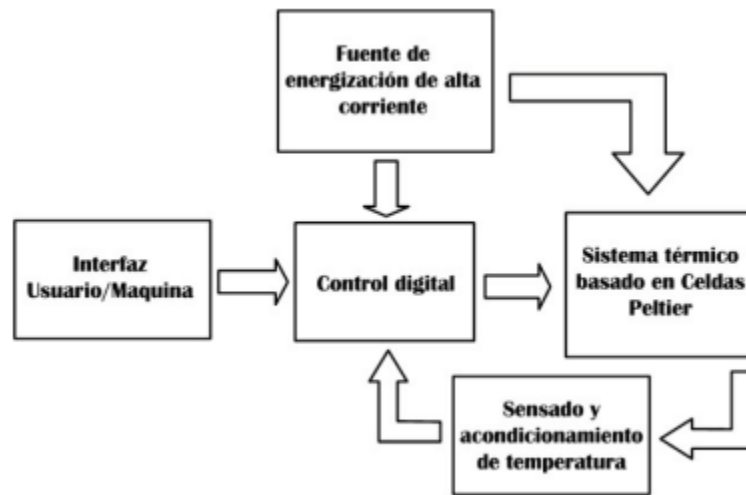 Fuente de
energización de alta
corriente
Interfaz
Usuario/Maquina
Control digital
Sistema térmico
basado en Celdas
Peltier
Sensado y
acondicionamiento
de temperatura